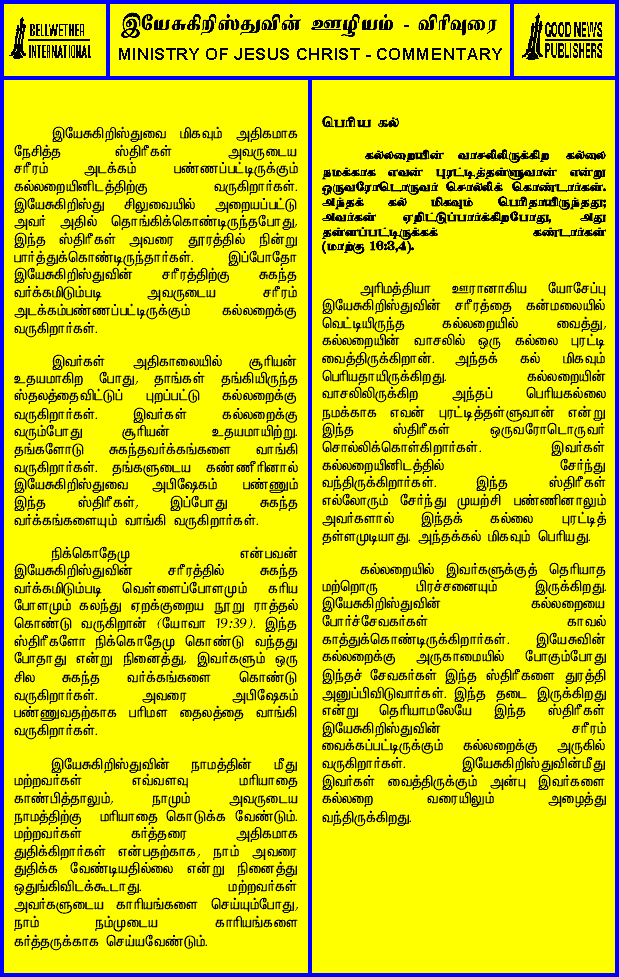 BELLWETHER
INTERNATIONAL
இயேசுகிறிஸ்துவின் ஊழியம் - விரிவுரை
MINISTRY OF JESUS CHRIST - COMMENTARY
GOOD NEWS
PUBLISHERS
இயேசுகிறிஸ்துவை மிகவும் அதிகமாக
நேசித்த ஸ்திரீகள் அவருடைய
சரீரம் அடக்கம் பண்ணப்பட்டிருக்கும்
கல்லறையினிடத்திற்கு வருகிறார்கள்.
இயேசுகிறிஸ்து சிலுவையில் அறையப்பட்டு
அவர் அதில் தொங்கிக்கொண்டிருந்தபோது,
இந்த ஸ்திரீகள் அவரை தூரத்தில் நின்று
பார்த்துக்கொண்டிருந்தார்கள். இப்போதோ
இயேசுகிறிஸ்துவின் சரீரத்திற்கு சுகந்த
வர்க்கமிடும்படி அவருடைய சரீரம்
அடக்கம்பண்ணப்பட்டிருக்கும் கல்லறைக்கு
வருகிறார்கள்.
இவர்கள் அதிகாலையில் சூரியன்
உதயமாகிற போது, தாங்கள் தங்கியிருந்த
ஸ்தலத்தைவிட்டுப் புறப்பட்டு கல்லறைக்கு
வருகிறார்கள். இவர்கள் கல்லறைக்கு
வரும்போது சூரியன் உதயமாயிற்று.
தங்களோடு சுகந்தவர்க்கங்களை வாங்கி
வருகிறார்கள். தங்களுடைய கண்ணீரினால்
இயேசுகிறிஸ்துவை அபிஷேகம் பண்ணும்
இந்த ஸ்திரீகள், இப்போது சுகந்த
வர்க்கங்களையும் வாங்கி வருகிறார்கள்.
நிக்கொதேமு என்பவன்
இயேசுகிறிஸ்துவின் சரீரத்தில் சுகந்த
வர்க்கமிடும்படி வெள்ளைப்போளமும் கரிய
போளமும் கலந்து ஏறக்குறைய நூறு ராத்தல்
கொண்டு வருகிறான் (யோவா 19:39). இந்த
ஸ்திரீகளோ நிக்கொதேமு கொண்டு வந்தது
போதாது என்று நினைத்து, இவர்களும் ஒரு
சில சுகந்த வர்க்கங்களை கொண்டு
வருகிறார்கள். அவரை அபிஷேகம்
பண்ணுவதற்காக பரிமள தைலத்தை வாங்கி
வருகிறார்கள்.
இயேசுகிறிஸ்துவின் நாமத்தின் மீது
மற்றவர்கள் எவ்வளவு மரியாதை
காண்பித்தாலும், நாமும் அவருடைய
நாமத்திற்கு மரியாதை கொடுக்க வேண்டும்.
மற்றவர்கள் கர்த்தரை அதிகமாக
துதிக்கிறார்கள் என்பதற்காக, நாம் அவரை
துதிக்க வேண்டியதில்லை என்று நினைத்து
ஒதுங்கிவிடக்கூடாது. மற்றவர்கள்
அவர்களுடைய காரியங்களை செய்யும்போது,
நாம் நம்முடைய காரியங்களை
கர்த்தருக்காக செய்யவேண்டும்.
பெரிய கல்
கல்லறையின் வாசலிலிருக்கிற கல்லை
நமக்காக எவன் புரட்டித்தள்ளுவான் என்று
ஒருவரோடொருவர் சொல்லிக் கொண்டார்கள்.
அந்தக் கல் மிகவும் பெரிதாயிருந்தது;
அவர்கள் ஏறிட்டுப்பார்க்கிறபோது, அது
தள்ளப்பட்டிருக்கக் கண்டார்கள்
(மாற்கு 16:3,4).
அரிமத்தியா ஊரானாகிய யோசேப்பு
இயேசுகிறிஸ்துவின் சரீரத்தை கன்மலையில்
வெட்டியிருந்த கல்லறையில் வைத்து,
கல்லறையின் வாசலில் ஒரு கல்லை புரட்டி
வைத்திருக்கிறான். அந்தக் கல் மிகவும்
பெரியதாயிருக்கிறது. கல்லறையின்
வாசலிலிருக்கிற அந்தப் பெரியகல்லை
நமக்காக எவன் புரட்டித்தள்ளுவான் என்று
இந்த ஸ்திரீகள் ஒருவரோடொருவர்
சொல்லிக்கொள்கிறார்கள். இவர்கள்
கல்லறையினிடத்தில் சேர்ந்து
வந்திருக்கிறார்கள். இந்த ஸ்திரீகள்
எல்லோரும் சேர்ந்து முயற்சி பண்ணினாலும்
அவர்களால் இந்தக் கல்லை புரட்டித்
தள்ளமுடியாது. அந்தக்கல் மிகவும் பெரியது.
கல்லறையில் இவர்களுக்குத் தெரியாத
மற்றொரு பிரச்சனையும் இருக்கிறது.
இயேசுகிறிஸ்துவின் கல்லறையை
போர்ச்சேவகர்கள் காவல்
காத்துக்கொண்டிருக்கிறார்கள். இயேசுவின்
கல்லறைக்கு அருகாமையில் போகும்போது
இந்தச் சேவகர்கள் இந்த ஸ்திரீகளை துரத்தி
அனுப்பிவிடுவார்கள். இந்த தடை இருக்கிறது
என்று தெரியாமலேயே இந்த ஸ்திரீகள்
இயேசுகிறிஸ்துவின் சரீரம்
வைக்கப்பட்டிருக்கும் கல்லறைக்கு அருகில்
வருகிறார்கள். இயேசுகிறிஸ்துவின்மீது
இவர்கள் வைத்திருக்கும் அன்பு இவர்களை
கல்லறை வரையிலும் அழைத்து
வந்திருக்கிறது.